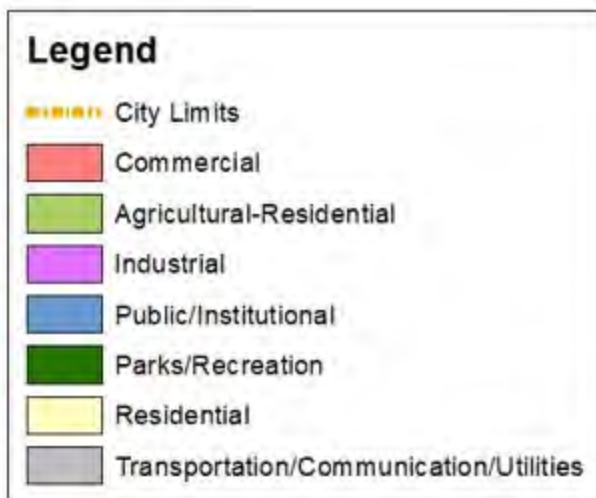 Legend
City Limits
Commercial
Agricultural-Residential
Industrial
Public/Institutional
Parks/Recreation
Residential
Transportation/Communication/Utilities